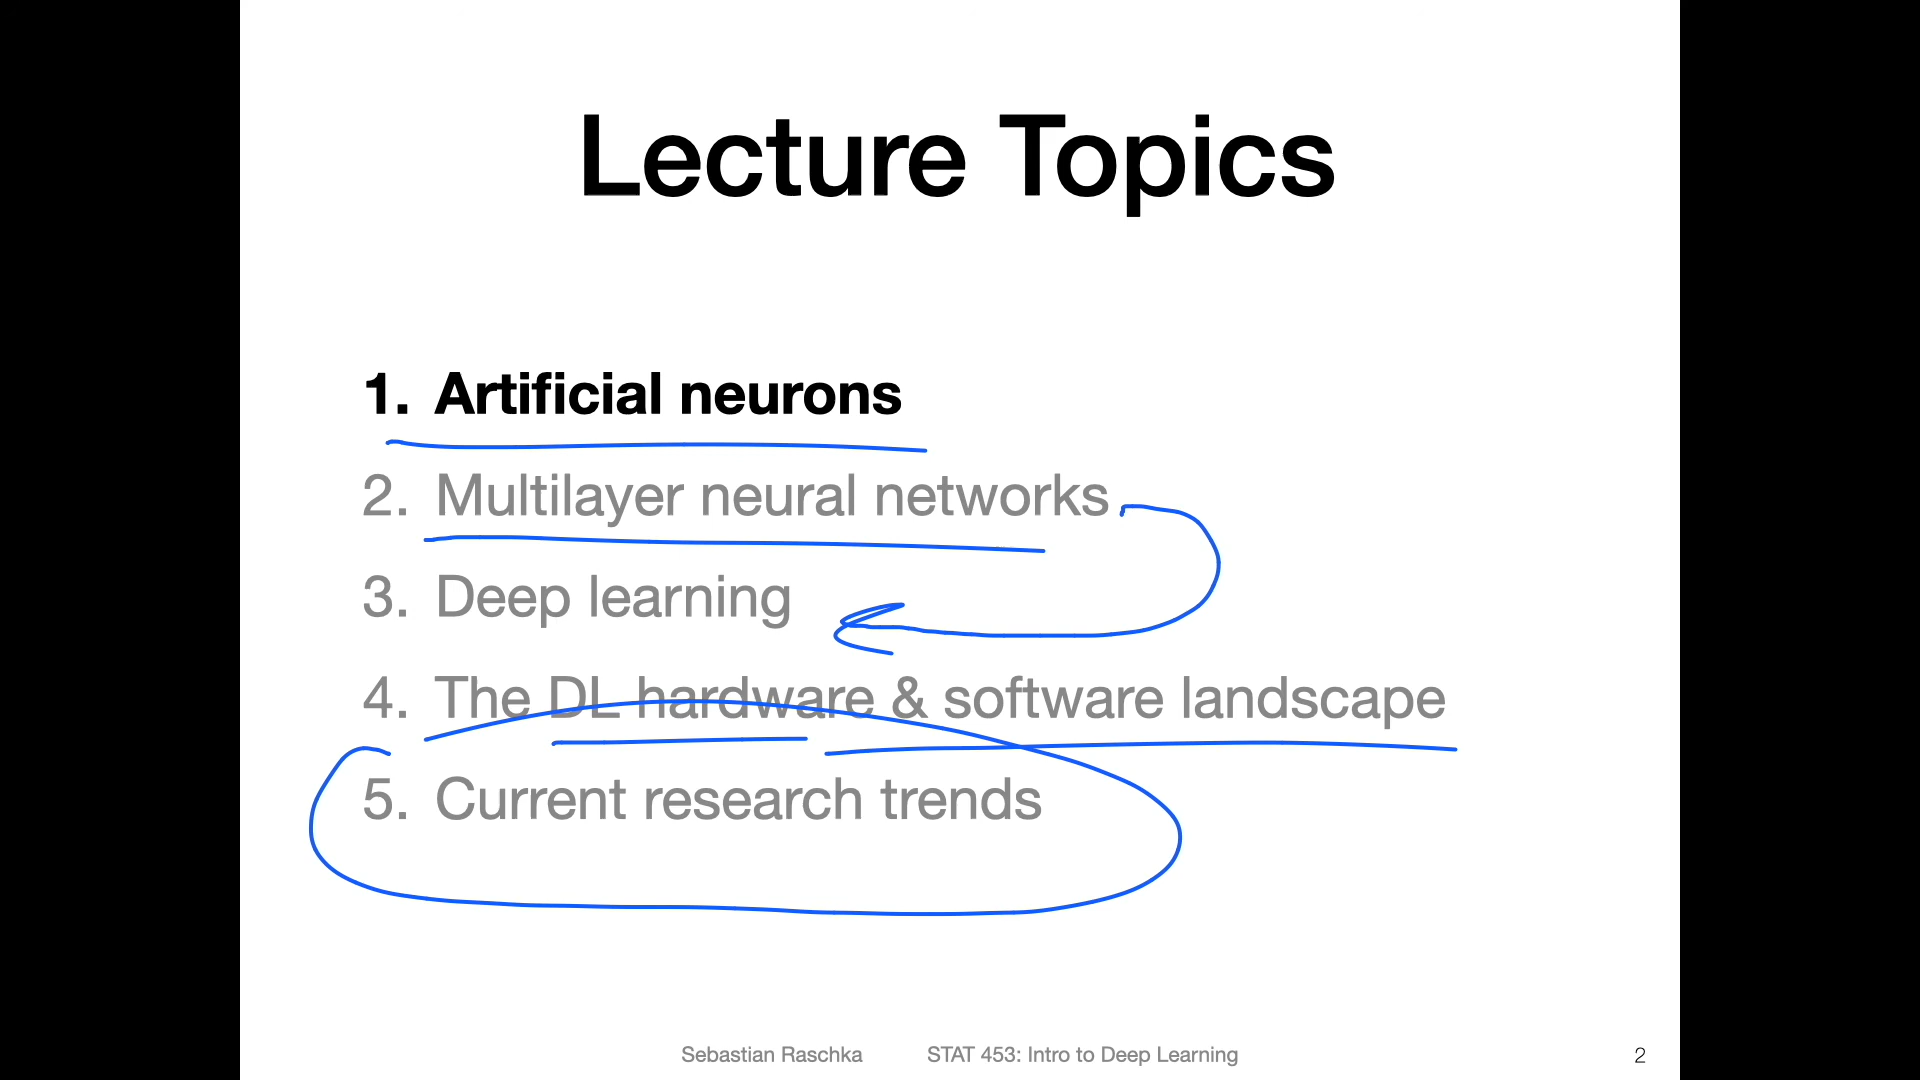 Lecture Topics
1. Artificial neurons
2. Multilayer neural networks
3. Deep learning
4. The DL hardware & software landscape
5. Current research trends
Sebastian Raschka STAT 453: Intro to Deep Learning 2